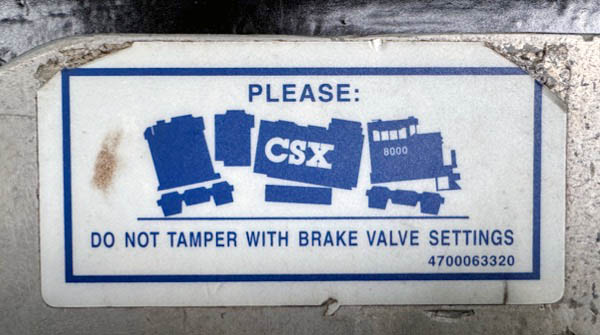 PLEASE:
CSX
8000
DO NOT TAMPER WITH BRAKE VALVE SETTINGS
4700063320